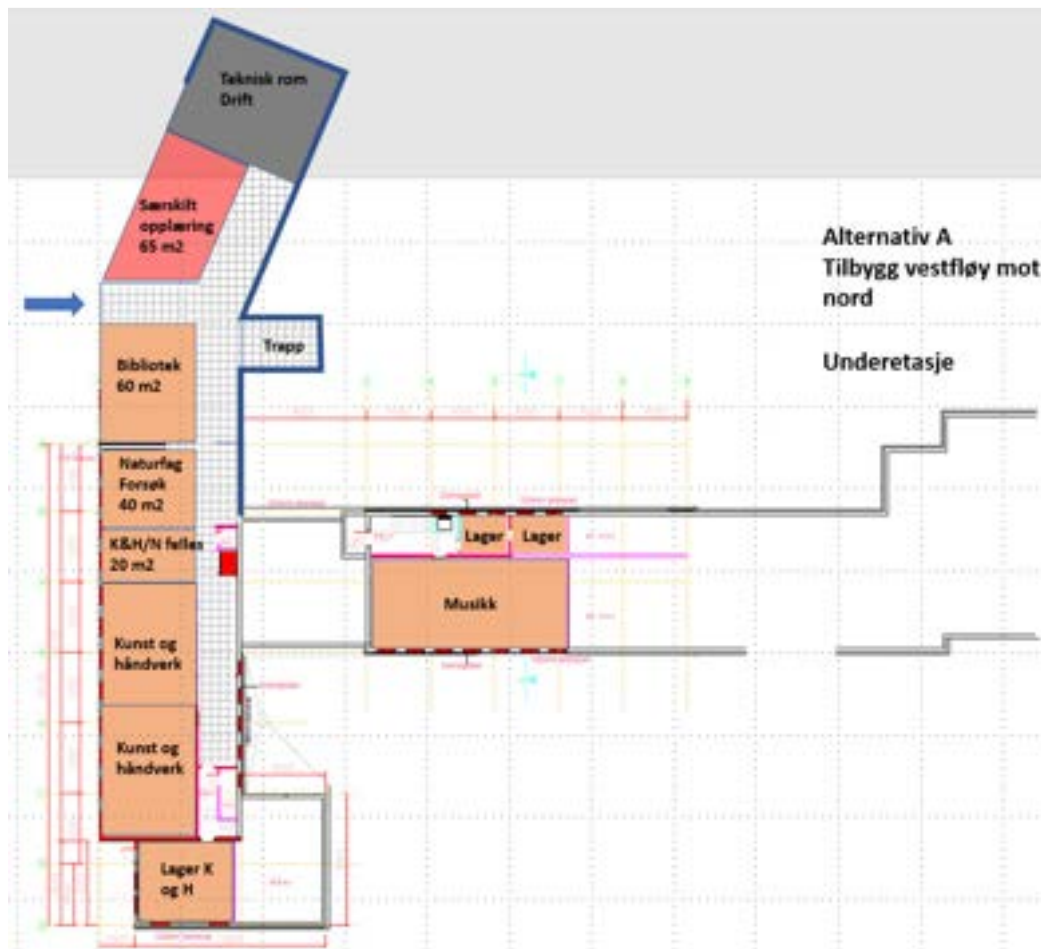 Teknisk rom
Drift
Særskilt
opplæring
65 m2
Alternativ A
Tilbygg vestfløy mot
nord
Trapp
Underetasje
Bibliotek
60 m2
Naturfag
Forsøk
40 m2
K&H/N felles
20 m2
Lager
Lager
Musikk
Kunst og
håndverk
Kunst og
håndverk
Lager K
og H